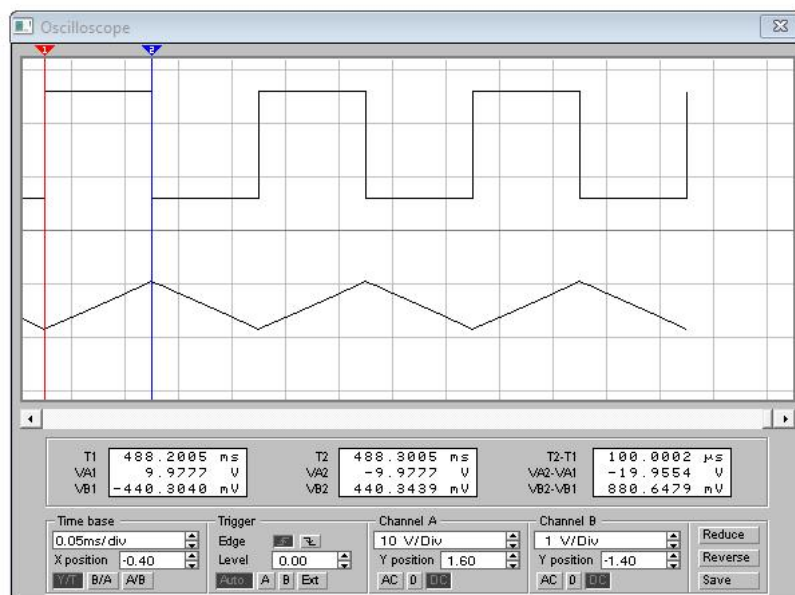 Oscilloscope
1 2
T1 488.2005 ms T2 488.3005 ms T2-T1 100.0002 µs
VA1 9.9777 V VA2 -9.9777 V VA2-VA1 -19.9554 V
VB1 -440.3040 mV VB2 440.3439 mV VB2-VB1 880.6479 mV
Time base Trigger Channel A Channel B
0.05ms/div Edge 10 V/Div 1 V/Div Reduce
X position -0.40 Level 0.00 Y position 1.60 Y position -1.40 Reverse
Y/T B/A A/B Auto A B Ext AC 0 DC AC 0 DC Save